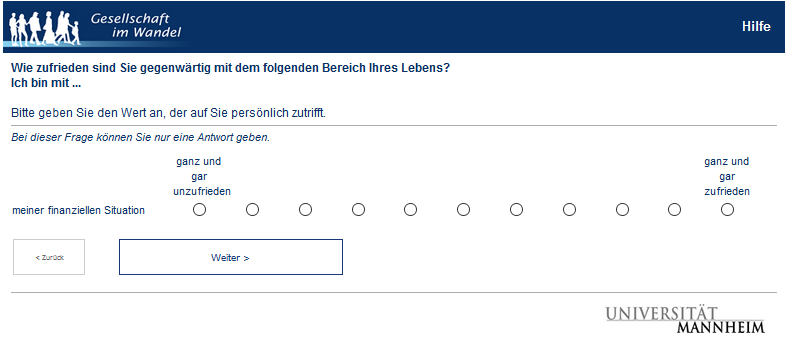 Gesellschaft
im Wandel
Hilfe
Wie zufrieden sind Sie gegenwärtig mit dem folgenden Bereich Ihres Lebens?
Ich bin mit ...
Bitte geben Sie den Wert an, der auf Sie persönlich zutrifft.
Bei dieser Frage können Sie nur eine Antwort geben.
ganz und
gar
unzufrieden
ganz und
gar
zufrieden
meiner finanziellen Situation
< Zurück
Weiter >
UNIVERSITÄT
MANNHEIM